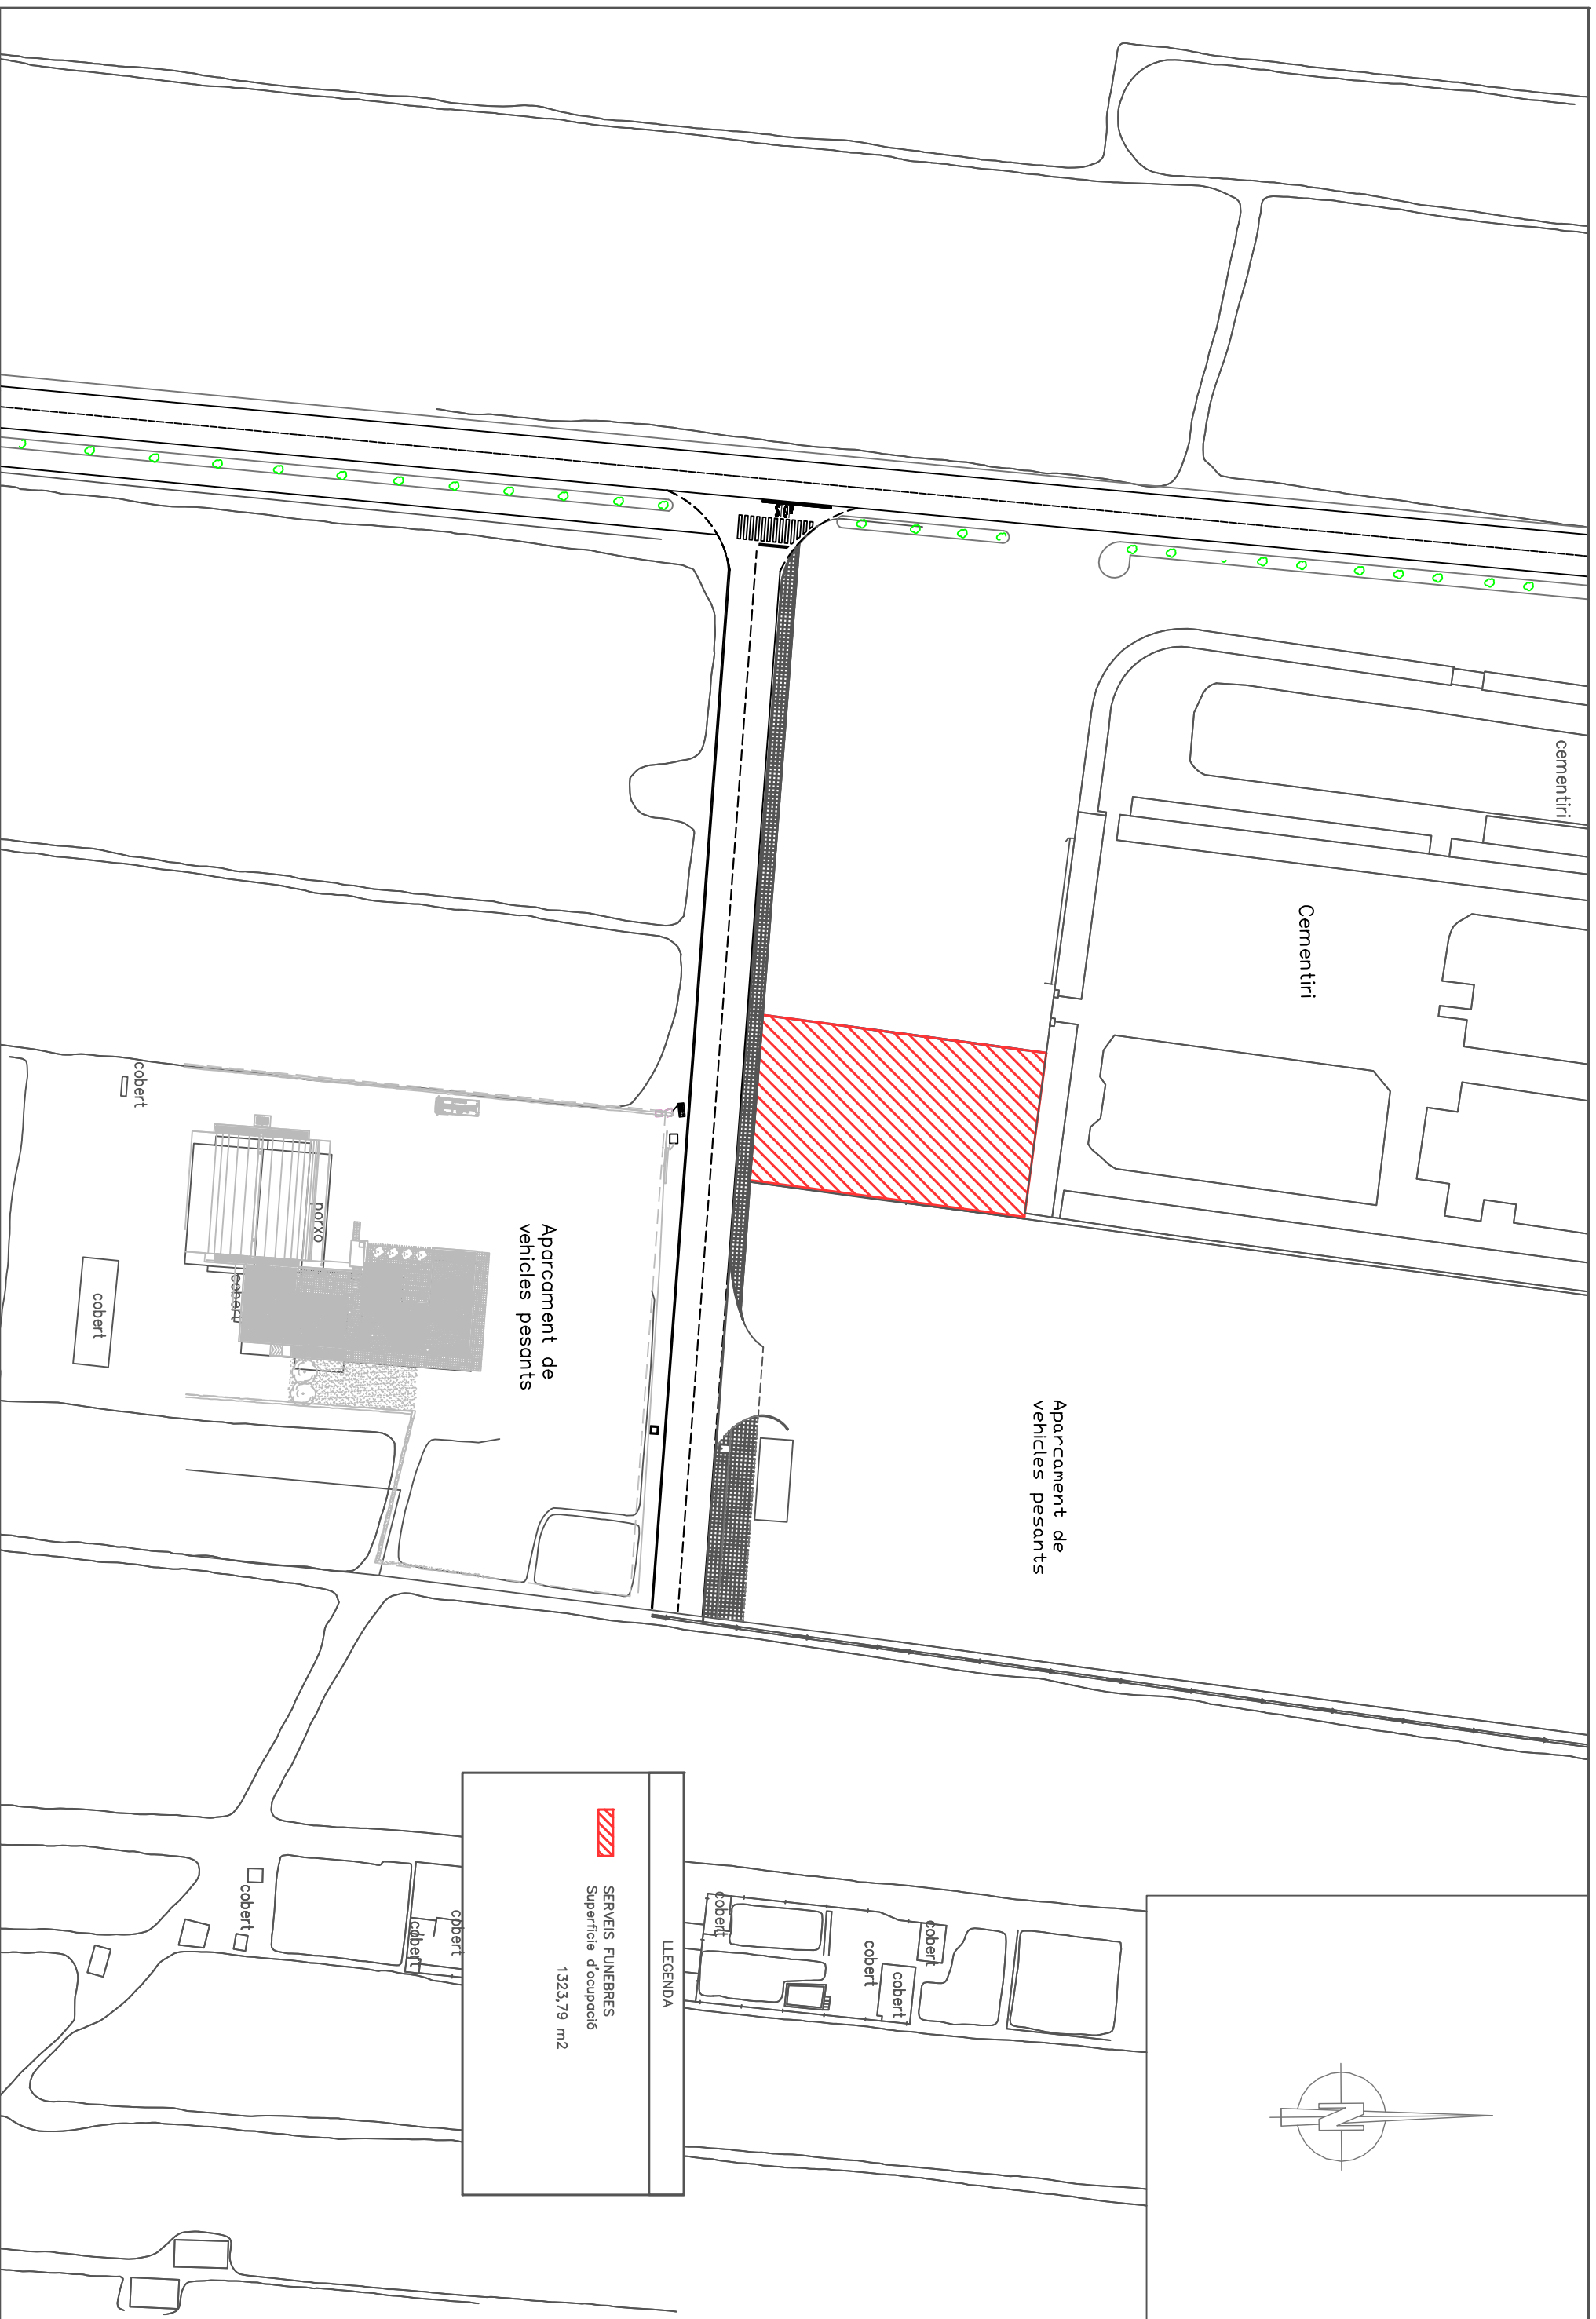 cementiri
Cementiri
Aparcament de
vehicles pesants
STOP
Aparcament de
vehicles pesants
cobert
porxo
cobert
cobert
cobert
cobert
cobert
cobert
cobert
cobert
cobert
LLEGENDA
SERVEIS FUNEBRES
Superficie d'ocupació
1323,79 m2
N